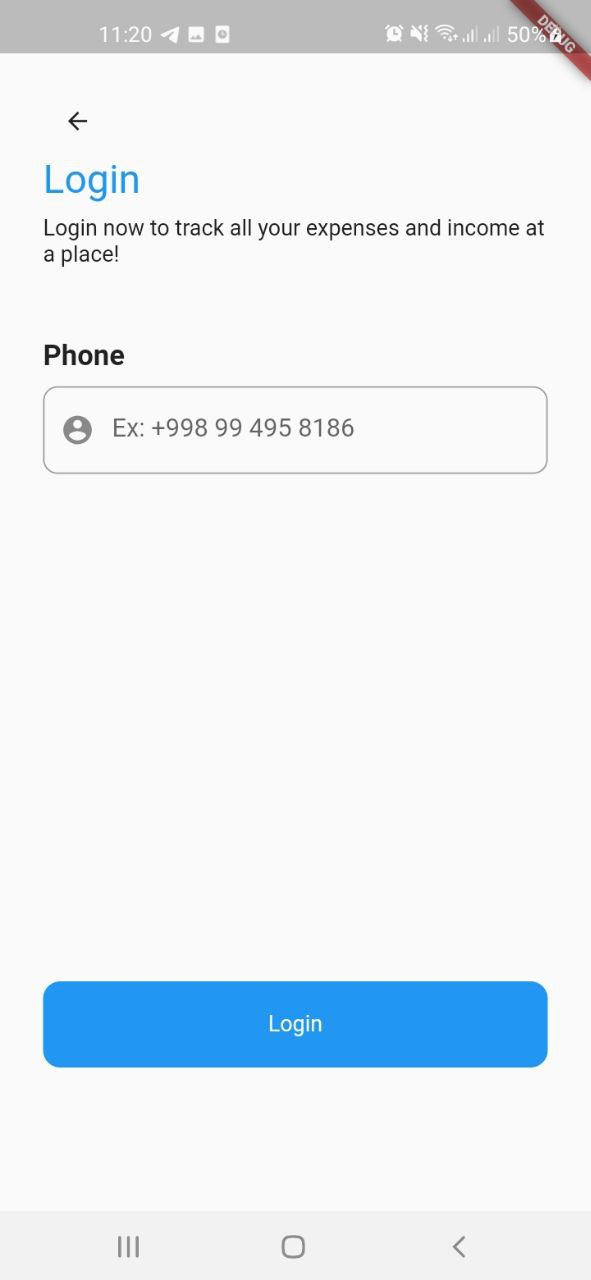 11:20
50%
DEBUG
Login
Login now to track all your expenses and income at
a place!
Phone
Ex: +998 99 495 8186
Login